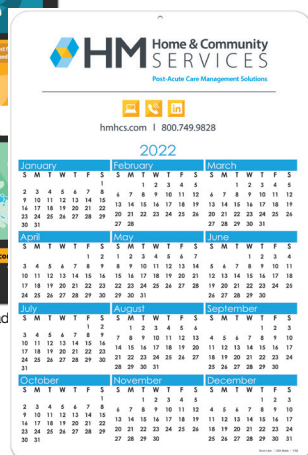 HM Home & Community
SERVICES
Post-Acute Care Management Solutions
in
hmhcs.com | 800.749.9828
2022
January February March
S M T W T F S S M T W T F S S M T W T F S
1 1 2 3 4 5 1 2 3 4 5
2 3 4 5 6 7 8 6 7 8 9 10 11 12 6 7 8 9 10 11 12
9 10 11 12 13 14 15 13 14 15 16 17 18 19 13 14 15 16 17 18 19
16 17 18 19 20 21 22 20 21 22 23 24 25 26 20 21 22 23 24 25 26
23 24 25 26 27 28 29 27 28 27 28 29 30 31
30 31
April May June
S M T W T F S S M T W T F S S M T W T F S
1 2 1 2 3 4 5 6 7 1 2 3 4
3 4 5 6 7 8 9 8 9 10 11 12 13 14 5 6 7 8 9 10 11
10 11 12 13 14 15 16 15 16 17 18 19 20 21 12 13 14 15 16 17 18
17 18 19 20 21 22 23 22 23 24 25 26 27 28 19 20 21 22 23 24 25
24 25 26 27 28 29 30 29 30 31 26 27 28 29 30
July August September
S M T W T F S S M T W T F S S M T W T F S
1 2 1 2 3 4 5 6 1 2 3
3 4 5 6 7 8 9 7 8 9 10 11 12 13 4 5 6 7 8 9 10
10 11 12 13 14 15 16 14 15 16 17 18 19 20 11 12 13 14 15 16 17
17 18 19 20 21 22 23 21 22 23 24 25 26 27 18 19 20 21 22 23 24
24 25 26 27 28 29 30 28 29 30 31 25 26 27 28 29 30
31
October November December
S M T W T F S S M T W T F S S M T W T F S
1 1 2 3 4 5 1 2 3
2 3 4 5 6 7 8 6 7 8 9 10 11 12 4 5 6 7 8 9 10
9 10 11 12 13 14 15 13 14 15 16 17 18 19 11 12 13 14 15 16 17
16 17 18 19 20 21 22 20 21 22 23 24 25 26 18 19 20 21 22 23 24
23 24 25 26 27 28 29 27 28 29 30 25 26 27 28 29 30 31
30 31